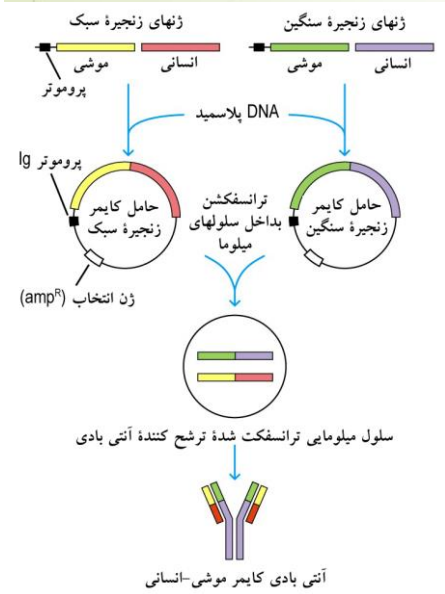 ژنهای زنجیرهٔ سنگین
ژنهای زنجیرهٔ سبک
انسانی
موشی
انسانی
موشی
پروموتر
DNA پلاسمید
پروموتر Ig
ترانسفکشن
بداخل سلولهای
میلوما
حامل کایمر
زنجیرهٔ سنگین
حامل کایمر
زنجیرهٔ سبک
ژن انتخاب (ampᴿ)
سلول میلومایی ترانسفکت شدهٔ ترشح کنندهٔ آنتی بادی
آنتی بادی کایمر موشی-انسانی